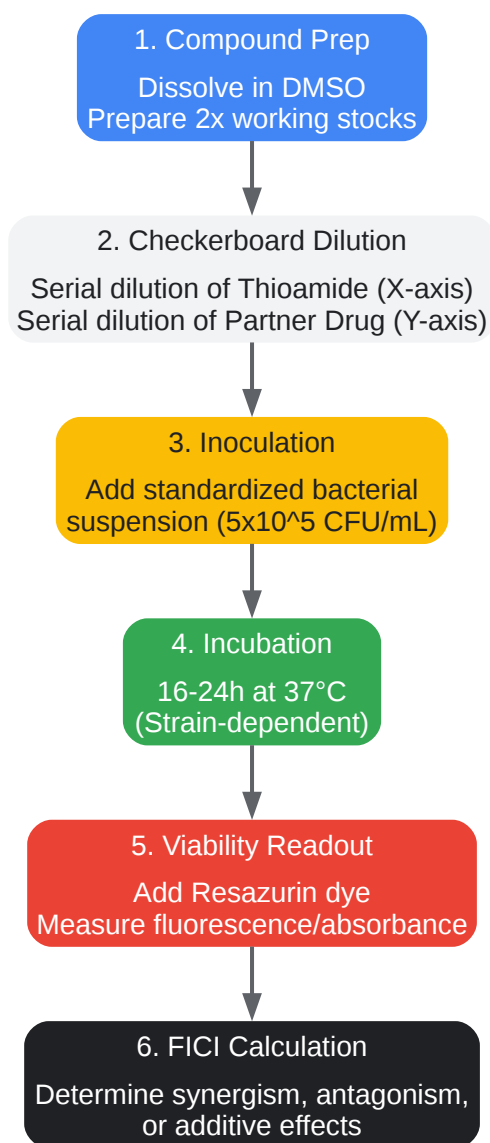 1. Compound Prep
Dissolve in DMSO
Prepare 2x working stocks
2. Checkerboard Dilution
Serial dilution of Thioamide (X-axis)
Serial dilution of Partner Drug (Y-axis)
3. Inoculation
Add standardized bacterial
suspension (5x10^5 CFU/mL)
4. Incubation
16-24h at 37°C
(Strain-dependent)
5. Viability Readout
Add Resazurin dye
Measure fluorescence/absorbance
6. FICI Calculation
Determine synergism, antagonism,
or additive effects